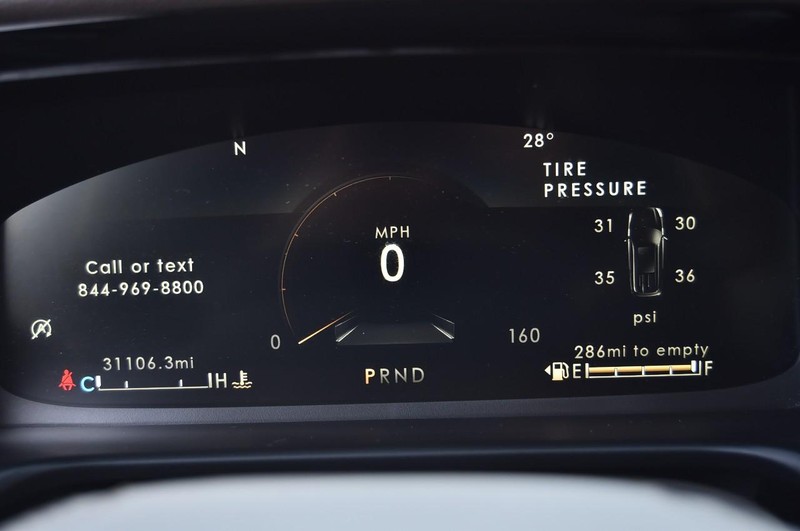 N
28°
TIRE
PRESSURE
31 30
35 36
psi
MPH
0
0 160
Call or text
844-969-8800
31106.3mi
C H
PRND
286mi to empty
E F